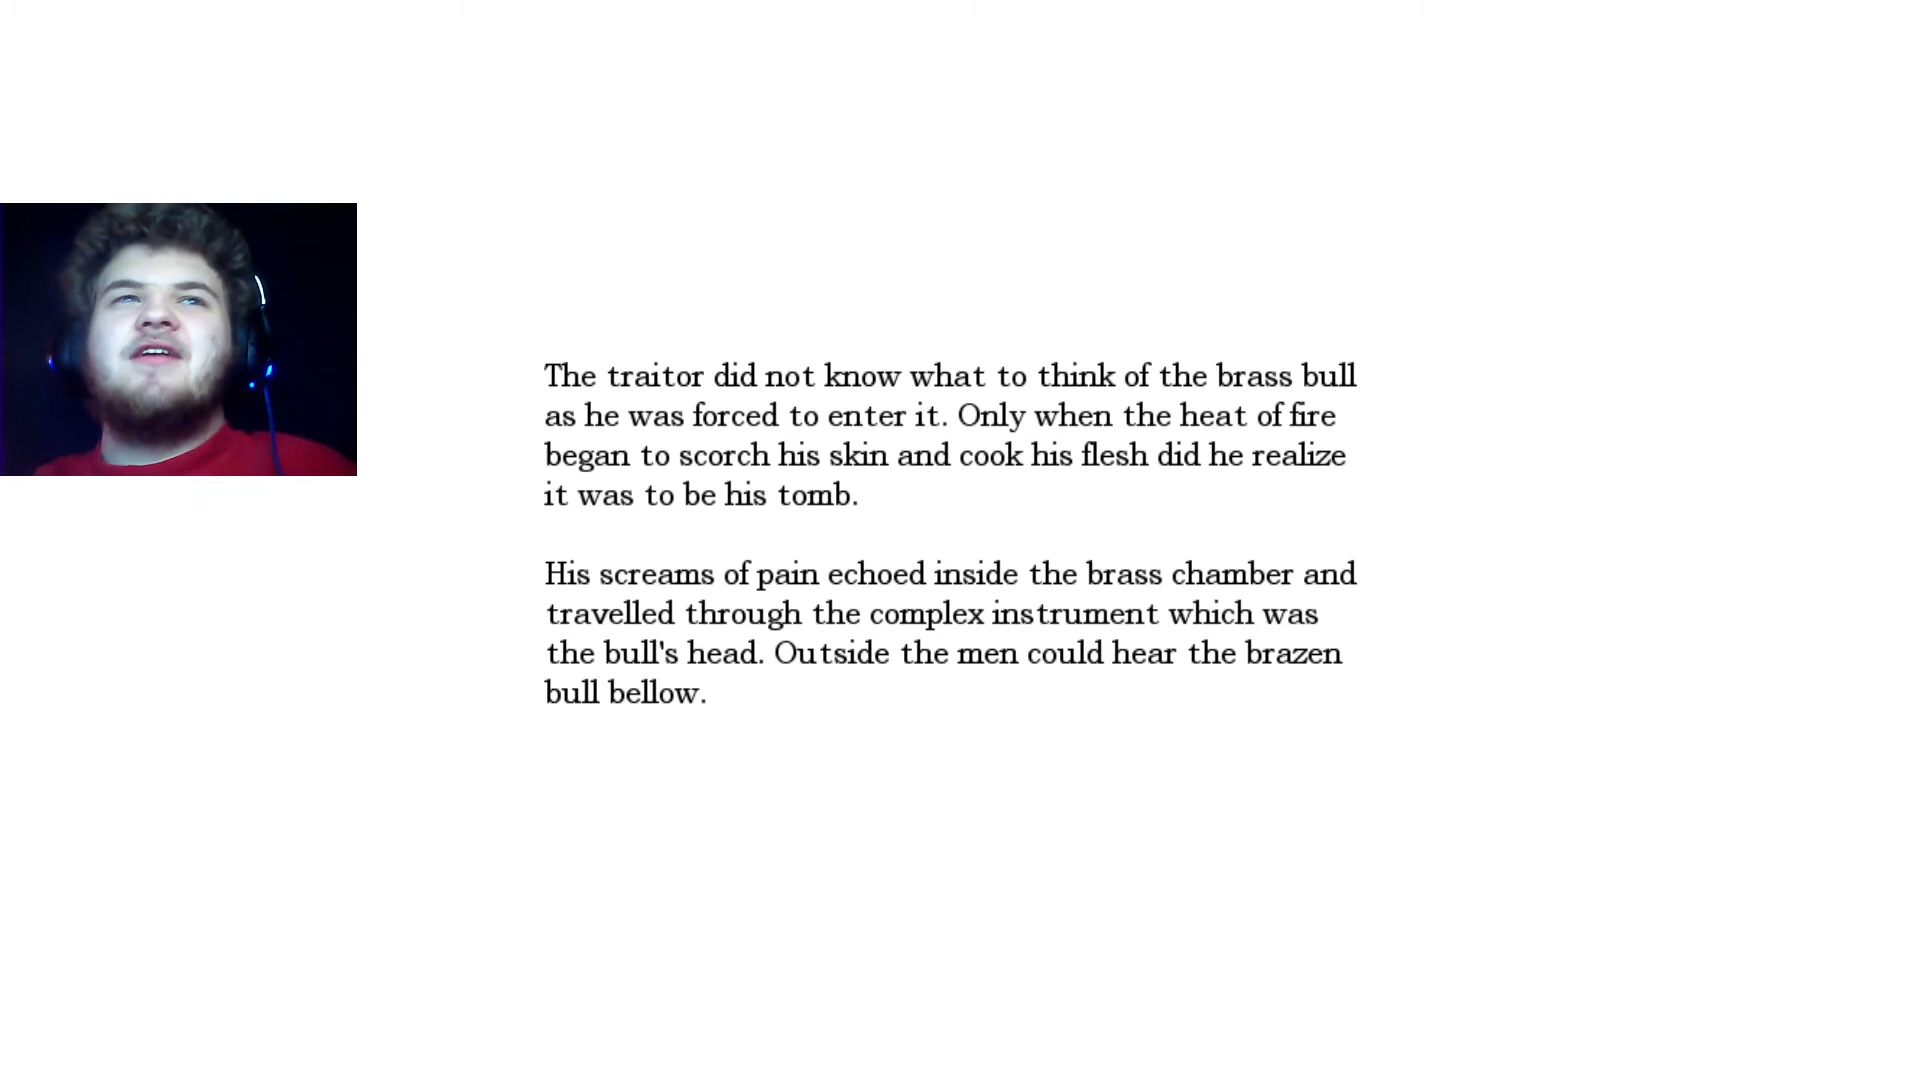 The traitor did not know what to think of the brass bull
as he was forced to enter it. Only when the heat of fire
began to scorch his skin and cook his flesh did he realize
it was to be his tomb.
His screams of pain echoed inside the brass chamber and
travelled through the complex instrument which was
the bull's head. Outside the men could hear the brazen
bull bellow.